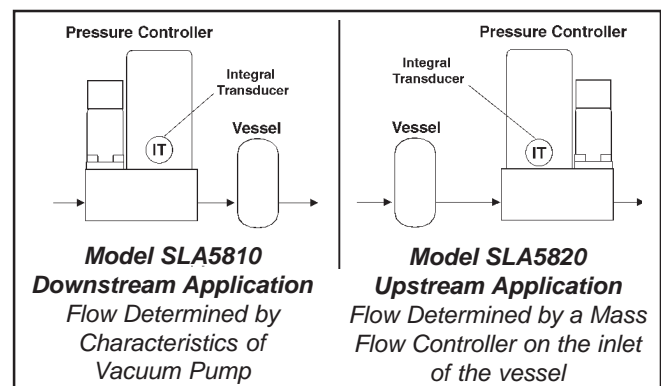 Pressure Controller
Integral
Transducer
Vessel
IT
Model SLA5810
Downstream Application
Flow Determined by
Characteristics of
Vacuum Pump
Pressure Controller
Integral
Transducer
Vessel
IT
Model SLA5820
Upstream Application
Flow Determined by a Mass
Flow Controller on the inlet
of the vessel